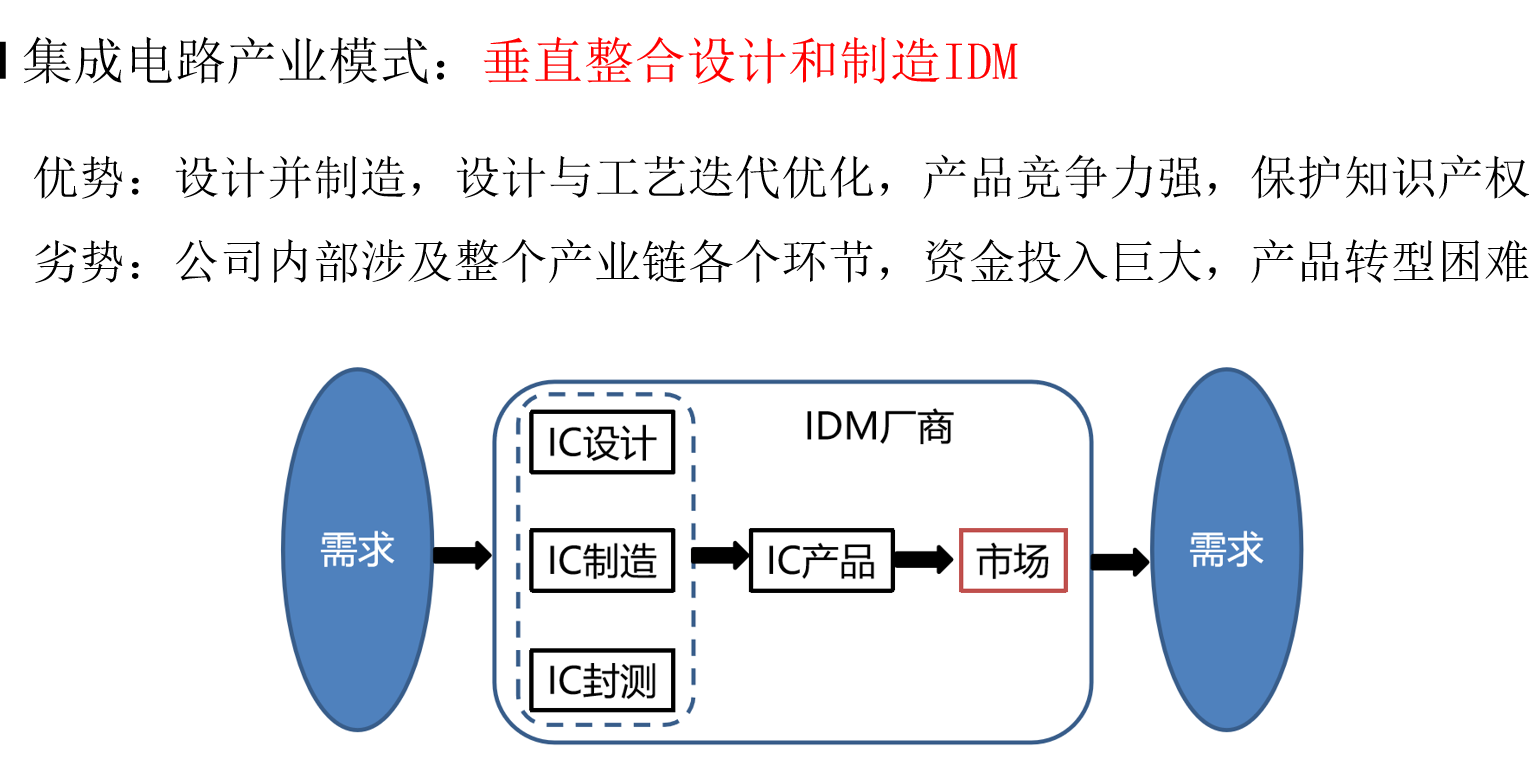 集成电路产业模式：垂直整合设计和制造IDM
优势：设计并制造，设计与工艺迭代优化，产品竞争力强，保护知识产权
劣势：公司内部涉及整个产业链各个环节，资金投入巨大，产品转型困难
IDM厂商
IC设计
需求
IC制造
IC产品
市场
需求
IC封测